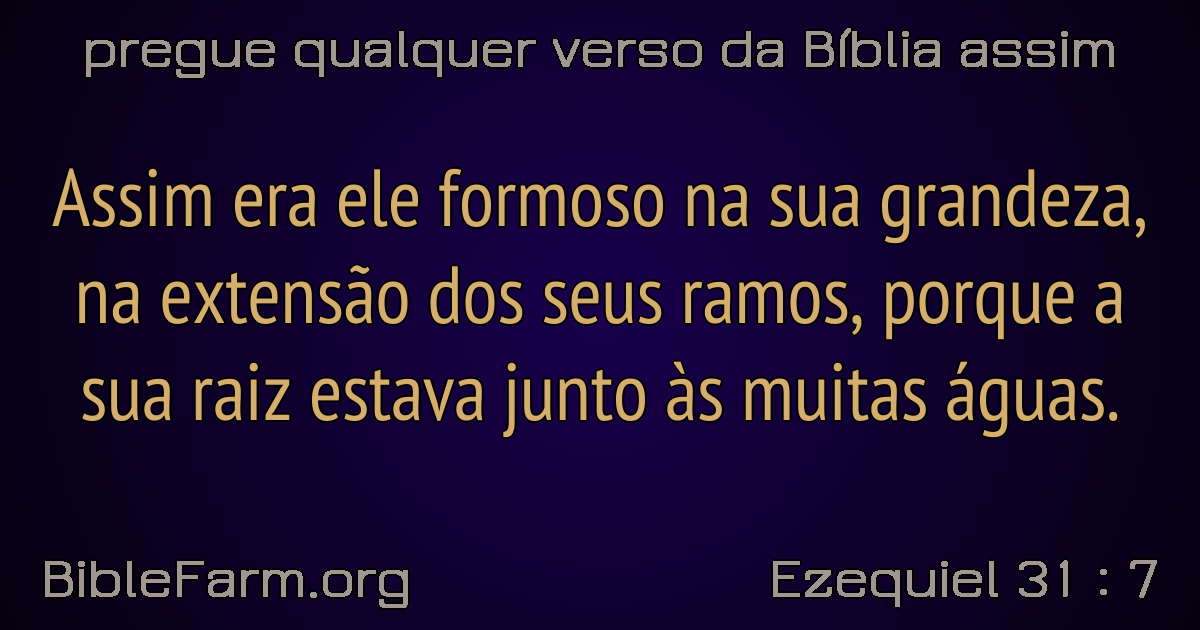 pregue qualquer verso da Bíblia assim
Assim era ele formoso na sua grandeza,
na extensão dos seus ramos, porque a
sua raiz estava junto às muitas águas.
BibleFarm.org
Ezequiel 31 : 7